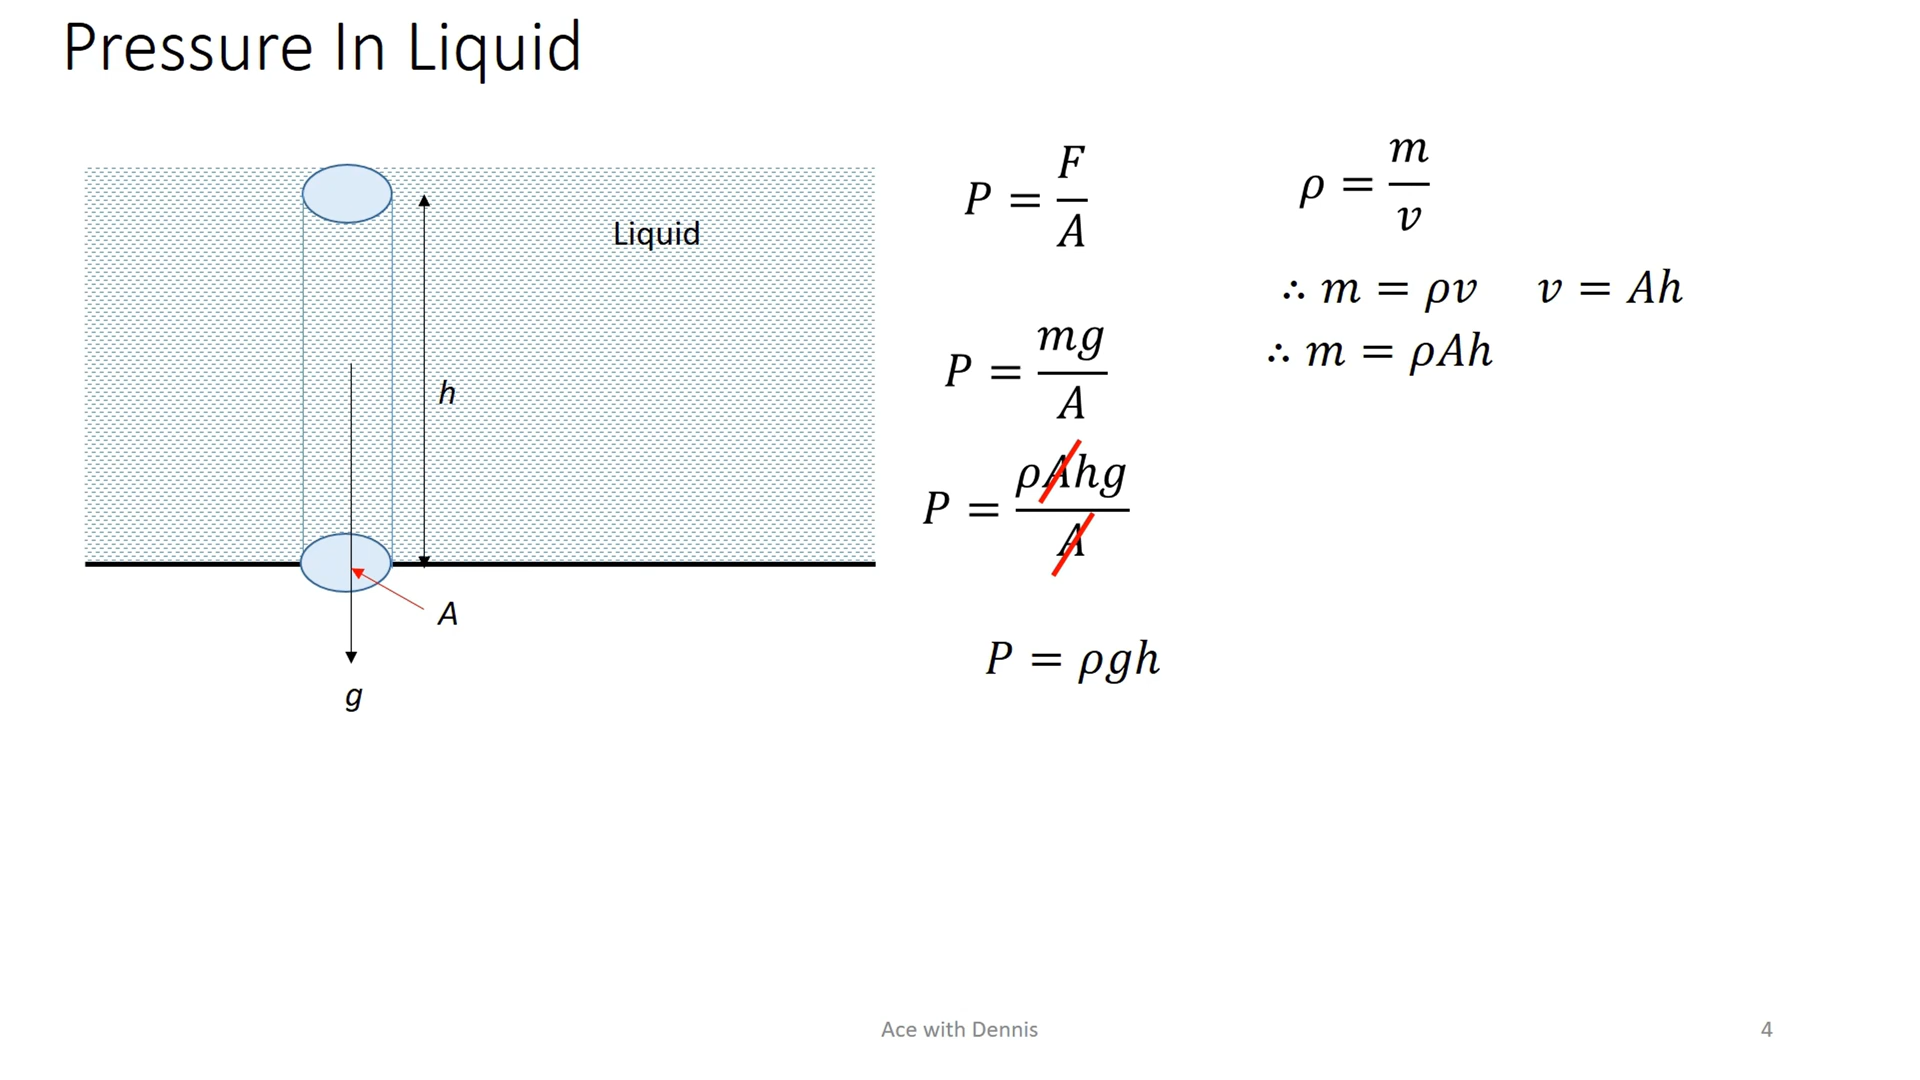 Pressure In Liquid
Liquid
h
A
g
P = F/A
P = mg/A
P = ρAhg/A
P = ρgh
ρ = m/v
∴ m = ρv v = Ah
∴ m = ρAh
Ace with Dennis
4